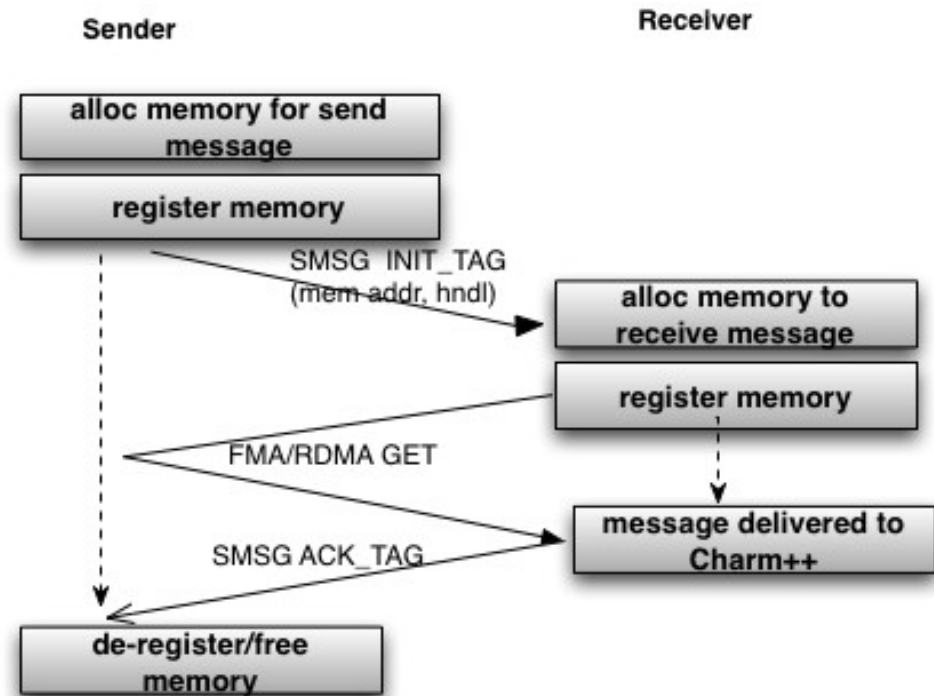 Sender
Receiver
alloc memory for send
message
register memory
SMSG INIT_TAG
(mem addr, hndl)
alloc memory to
receive message
register memory
FMA/RDMA GET
message delivered to
Charm++
SMSG ACK_TAG
de-register/free
memory